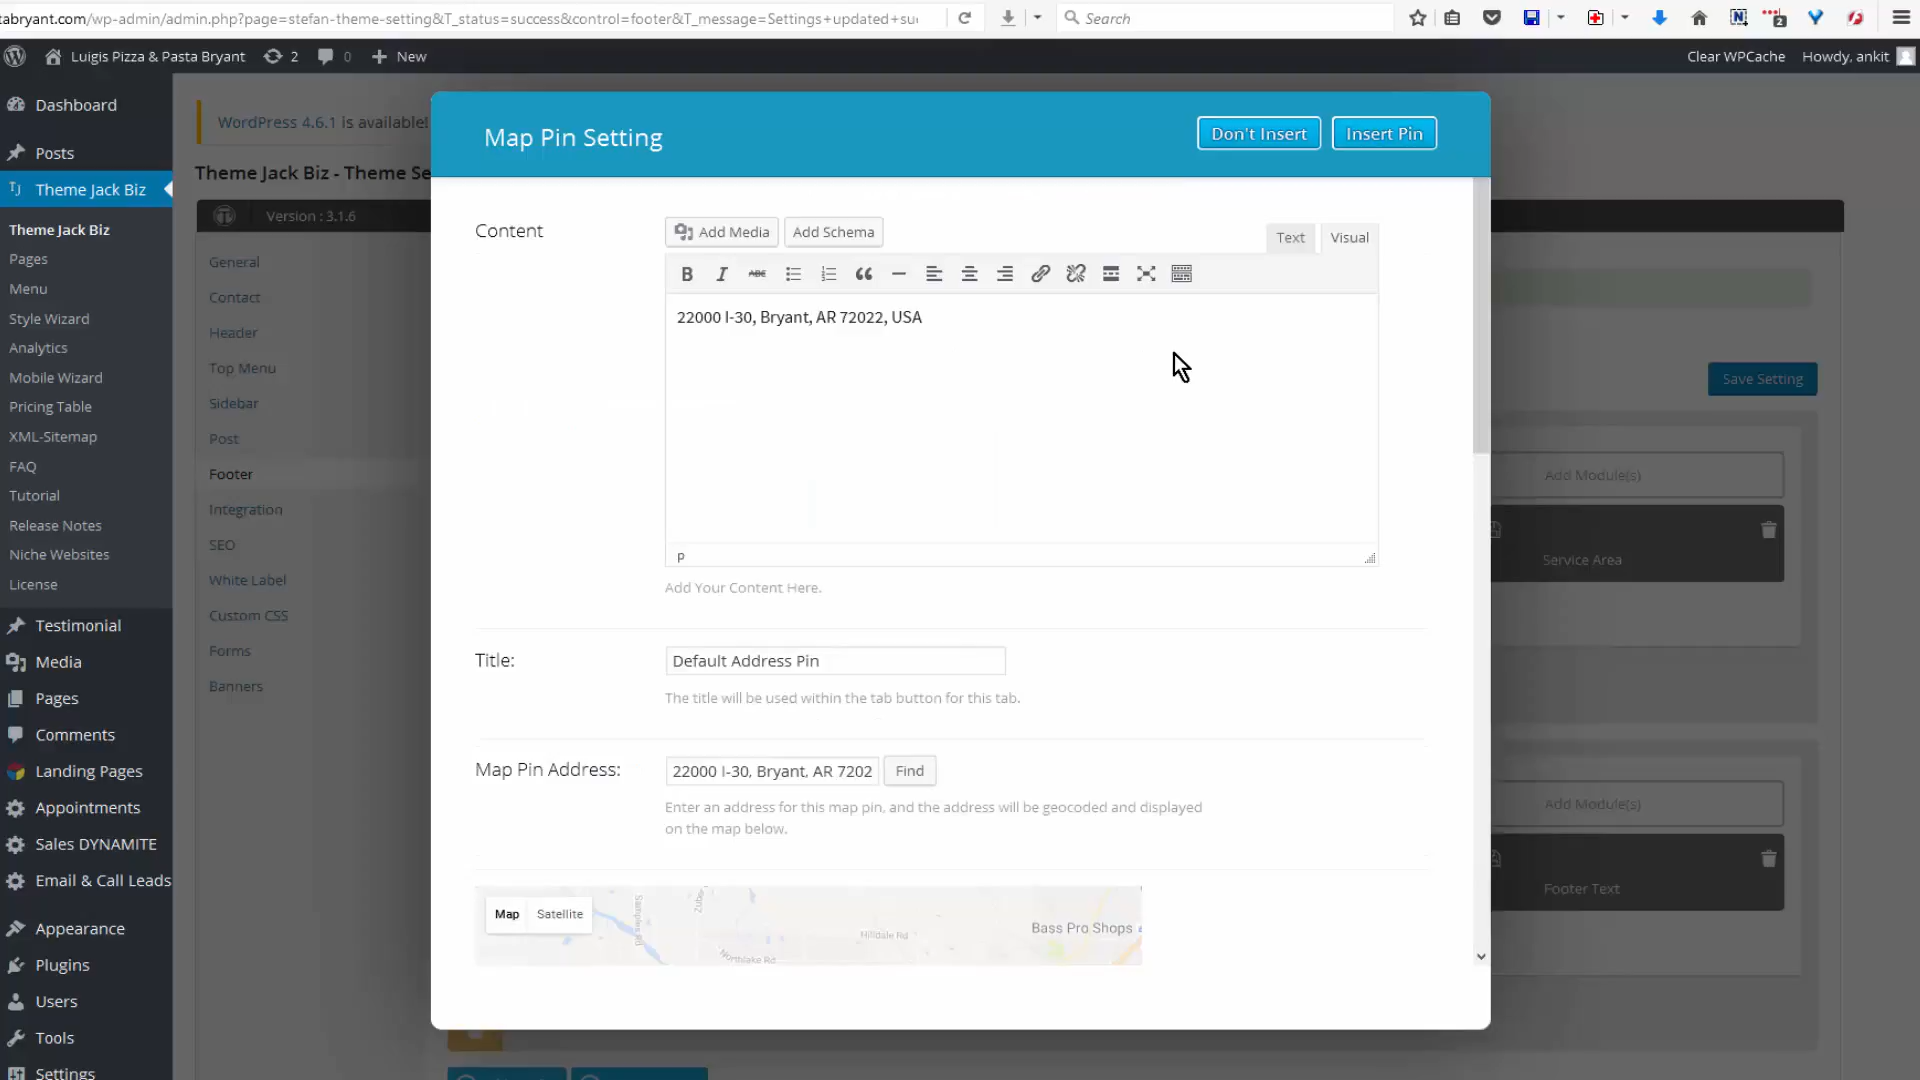 tabryant.com/wp-admin/admin.php?page=stefan-theme-setting&T_status=success&control=footer&T_message=Settings+updated+suc
Search
Luigis Pizza & Pasta Bryant
2
0
New
Clear WPCache
Howdy, ankit
Dashboard
Posts
Theme Jack Biz
Theme Jack Biz
Pages
Menu
Style Wizard
Analytics
Mobile Wizard
Pricing Table
XML-Sitemap
FAQ
Tutorial
Release Notes
Niche Websites
License
Testimonial
Media
Pages
Comments
Landing Pages
Appointments
Sales DYNAMITE
Email & Call Leads
Appearance
Plugins
Users
Tools
Settings
WordPress 4.6.1 is available!
Theme Jack Biz - Theme Se
Version : 3.1.6
General
Contact
Header
Top Menu
Sidebar
Post
Footer
Integration
SEO
White Label
Custom CSS
Forms
Banners
Map Pin Setting
Don't Insert
Insert Pin
Content
Add Media
Add Schema
Text
Visual
B
I
ABC
22000 I-30, Bryant, AR 72022, USA
p
Add Your Content Here.
Title:
Default Address Pin
The title will be used within the tab button for this tab.
Map Pin Address:
22000 I-30, Bryant, AR 7202
Find
Enter an address for this map pin, and the address will be geocoded and displayed
on the map below.
Map
Satellite
Hilldale Rd
Northlake Rd
Bass Pro Shops
Save Setting
Add Module(s)
Service Area
Add Module(s)
Footer Text